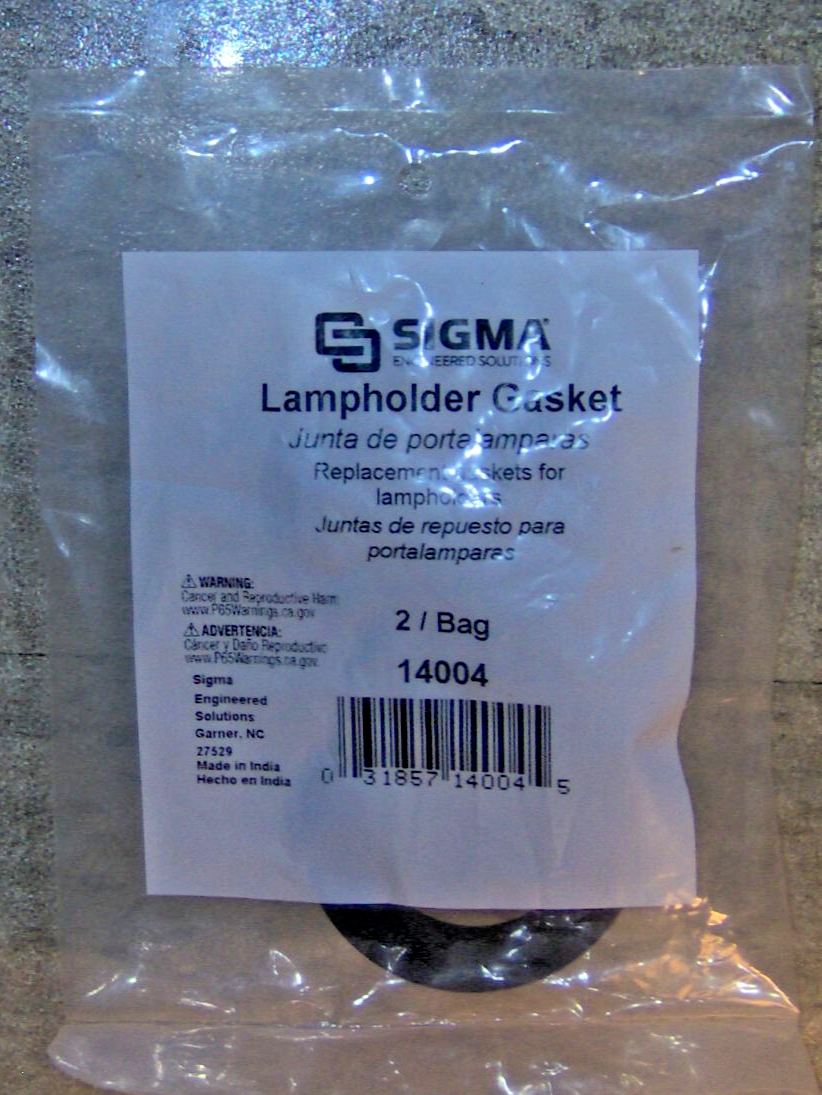 SIGMA
ENGINEERED SOLUTIONS
Lampholder Gasket
Junta de portalamparas
Replacement gaskets for
lampholders
Juntas de repuesto para
portalamparas
⚠ WARNING:
Cancer and Reproductive Harm
www.P65Warnings.ca.gov
⚠ ADVERTENCIA:
Cáncer y Daño Reproductivo
www.P65Warnings.ca.gov
2 / Bag
14004
Sigma
Engineered
Solutions
Garner, NC
27529
Made in India
Hecho en India
0 31857 14004 5